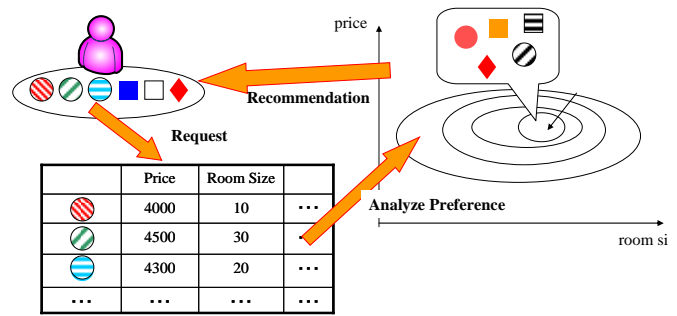 price
Recommendation
Request
Price Room Size
4000 10 ...
4500 30
4300 20 ...
... ... ... ...
Analyze Preference
room si